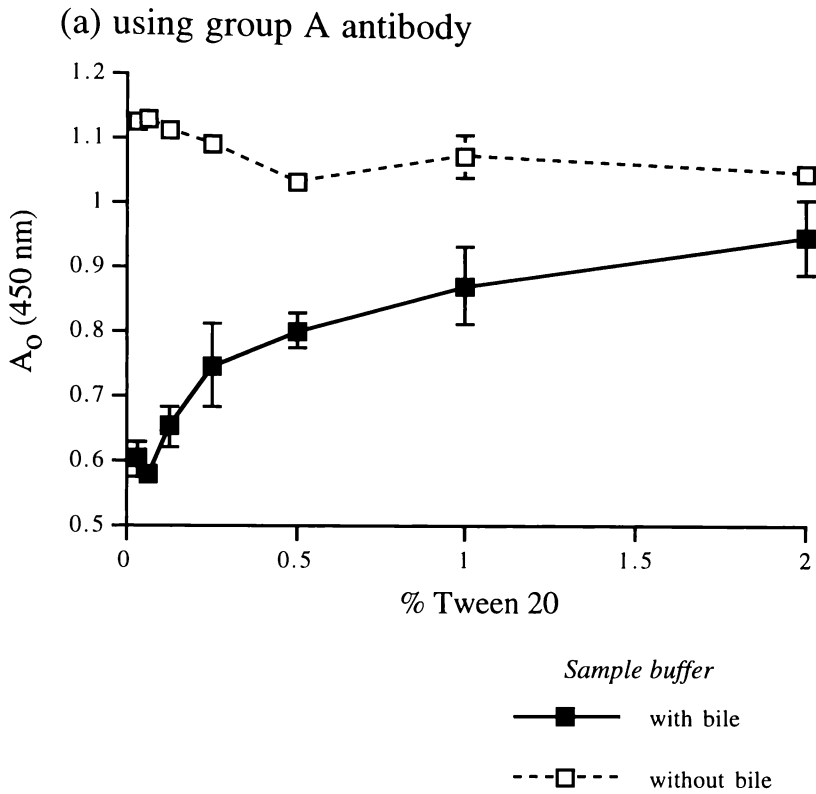 (a) using group A antibody
1.2
1.1
1
0.9
0.8
0.7
0.6
0.5
A0 (450 nm)
0 0.5 1 1.5 2
% Tween 20
Sample buffer
with bile
without bile